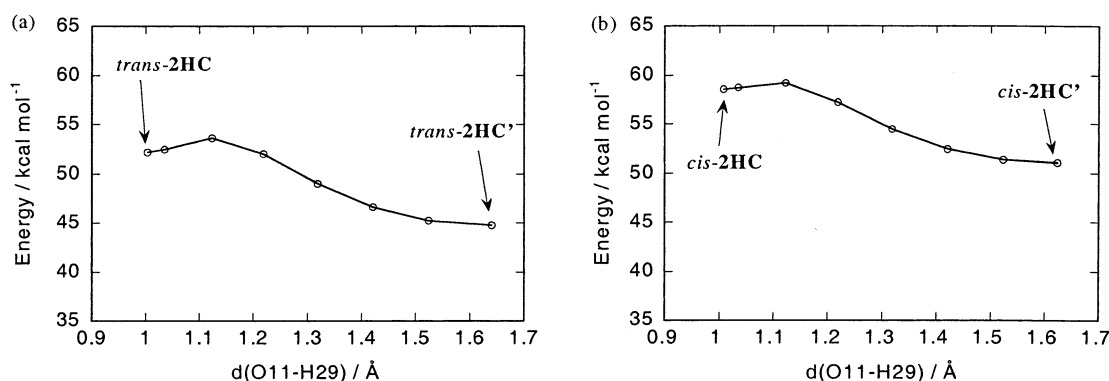 (a)
65
60
55
50
45
40
35
Energy / kcal mol⁻¹
trans-2HC
trans-2HC'
0.9 1 1.1 1.2 1.3 1.4 1.5 1.6 1.7
d(O11-H29) / Å
(b)
65
60
55
50
45
40
35
Energy / kcal mol⁻¹
cis-2HC
cis-2HC'
0.9 1 1.1 1.2 1.3 1.4 1.5 1.6 1.7
d(O11-H29) / Å